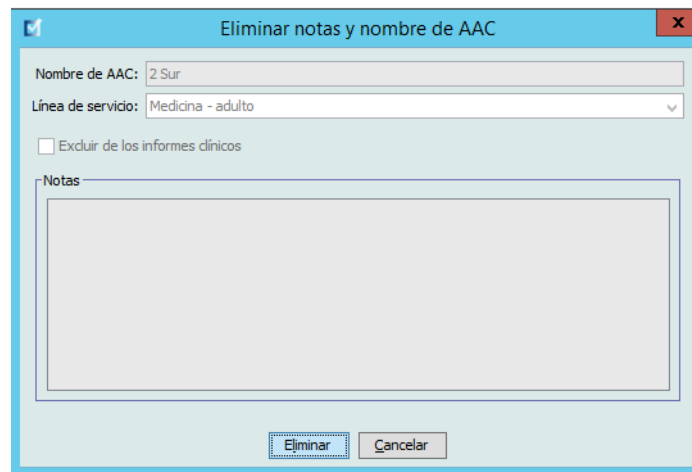 Eliminar notas y nombre de AAC
x
Nombre de AAC: 2 Sur
Línea de servicio: Medicina - adulto
Excluir de los informes clínicos
Notas
Eliminar Cancelar